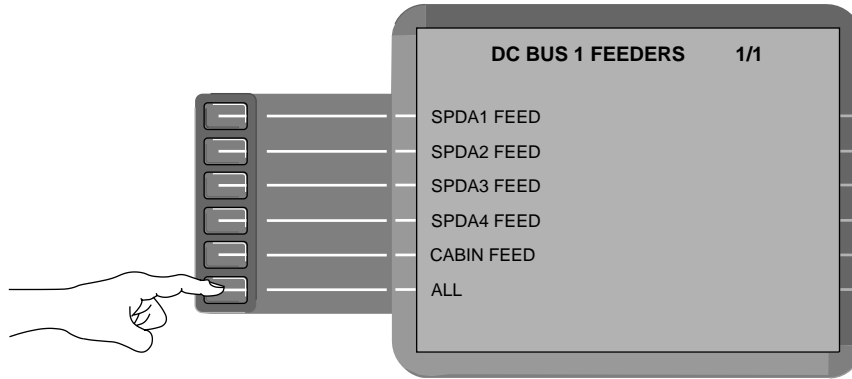 DC BUS 1 FEEDERS 1/1
SPDA1 FEED
SPDA2 FEED
SPDA3 FEED
SPDA4 FEED
CABIN FEED
ALL